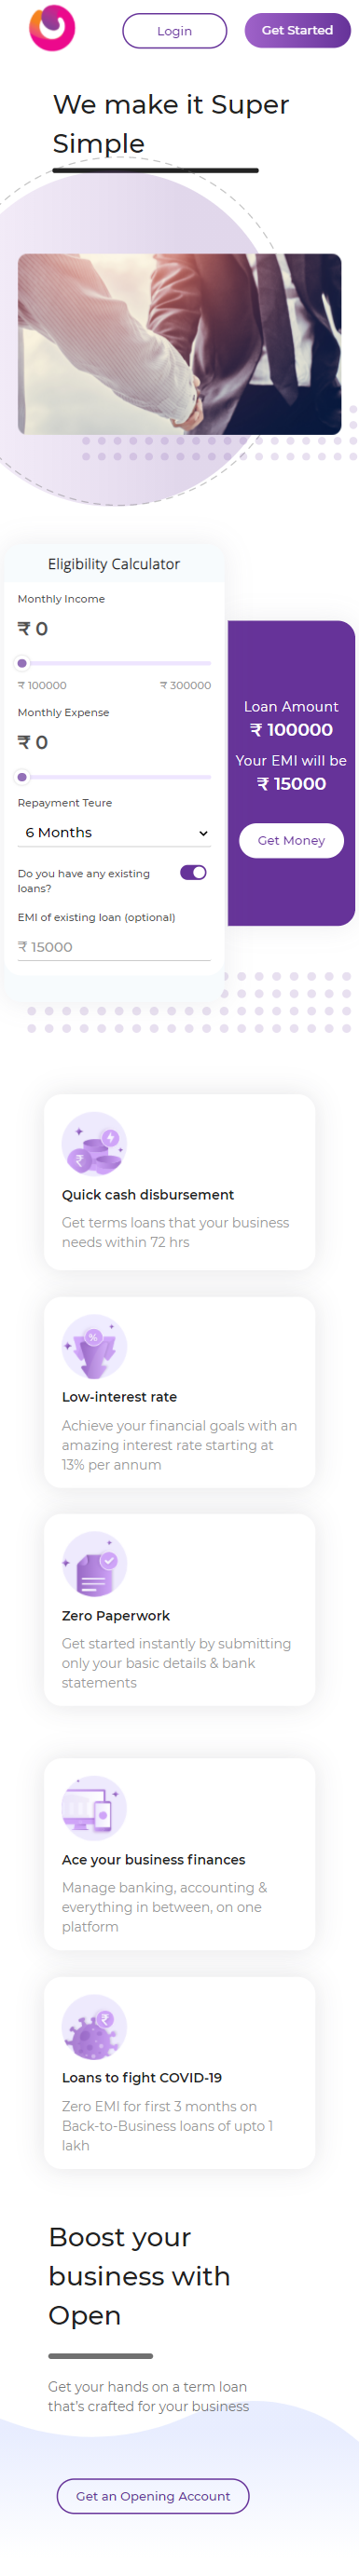 Login
Get Started
We make it Super
Simple
Eligibility Calculator
Monthly Income
₹ 0
₹ 100000
₹ 300000
Monthly Expense
₹ 0
Repayment Teure
6 Months
Do you have any existing
loans?
EMI of existing loan (optional)
₹ 15000
Loan Amount
₹ 100000
Your EMI will be
₹ 15000
Get Money
Quick cash disbursement
Get terms loans that your business
needs within 72 hrs
Low-interest rate
Achieve your financial goals with an
amazing interest rate starting at
13% per annum
Zero Paperwork
Get started instantly by submitting
only your basic details & bank
statements
Ace your business finances
Manage banking, accounting &
everything in between, on one
platform
Loans to fight COVID-19
Zero EMI for first 3 months on
Back-to-Business loans of upto 1
lakh
Boost your
business with
Open
Get your hands on a term loan
that's crafted for your business
Get an Opening Account